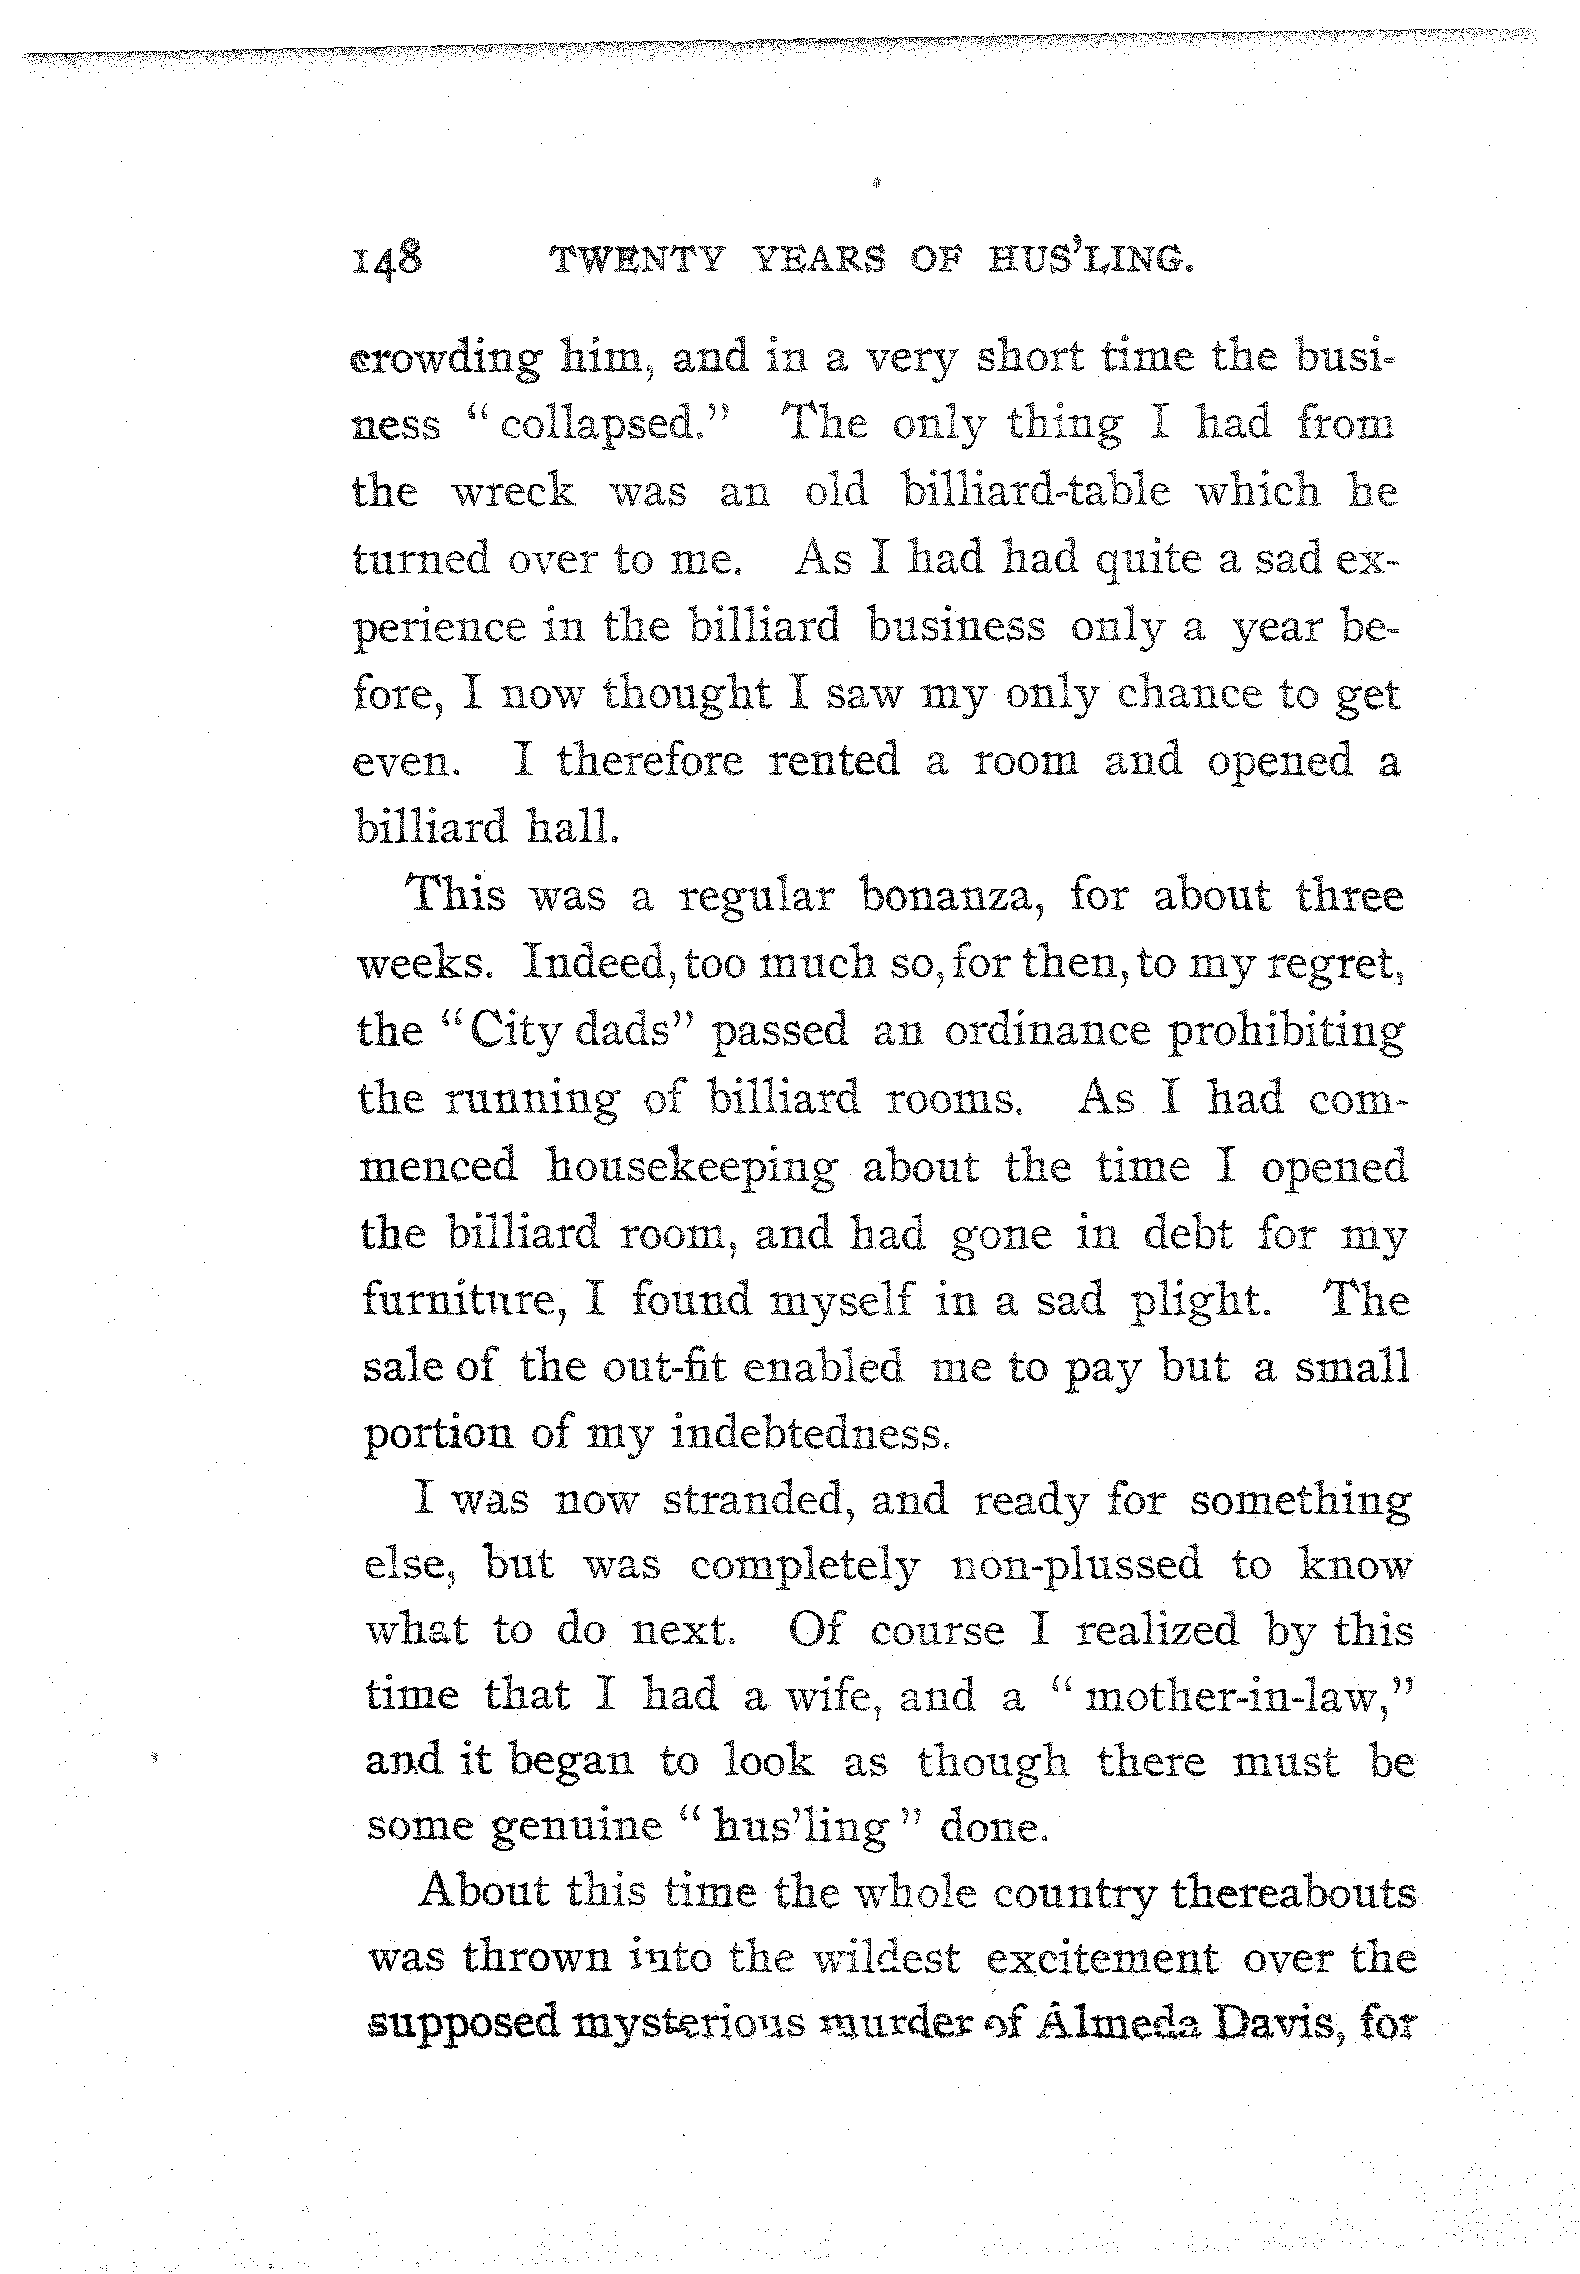 148 TWENTY YEARS OF HUS'LING.
crowding him, and in a very short time the busi-
ness "collapsed." The only thing I had from
the wreck was an old billiard-table which he
turned over to me. As I had had quite a sad ex-
perience in the billiard business only a year be-
fore, I now thought I saw my only chance to get
even. I therefore rented a room and opened a
billiard hall.
This was a regular bonanza, for about three
weeks. Indeed, too much so, for then, to my regret,
the "City dads" passed an ordinance prohibiting
the running of billiard rooms. As I had com-
menced housekeeping about the time I opened
the billiard room, and had gone in debt for my
furniture, I found myself in a sad plight. The
sale of the out-fit enabled me to pay but a small
portion of my indebtedness.
I was now stranded, and ready for something
else, but was completely non-plussed to know
what to do next. Of course I realized by this
time that I had a wife, and a "mother-in-law,"
and it began to look as though there must be
some genuine "hus'ling" done.
About this time the whole country thereabouts
was thrown into the wildest excitement over the
supposed mysterious murder of Almeda Davis, for